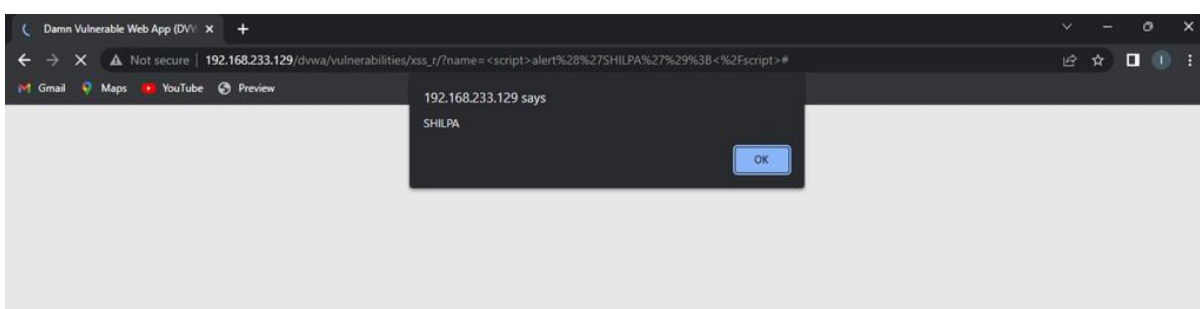 Damn Vulnerable Web App (DV
Not secure | 192.168.233.129/dvwa/vulnerabilities/xss_r/?name=<script>alert%28%27SHILPA%27%29%3B<%2Fscript>#
Gmail Maps YouTube Preview
192.168.233.129 says
SHILPA
OK